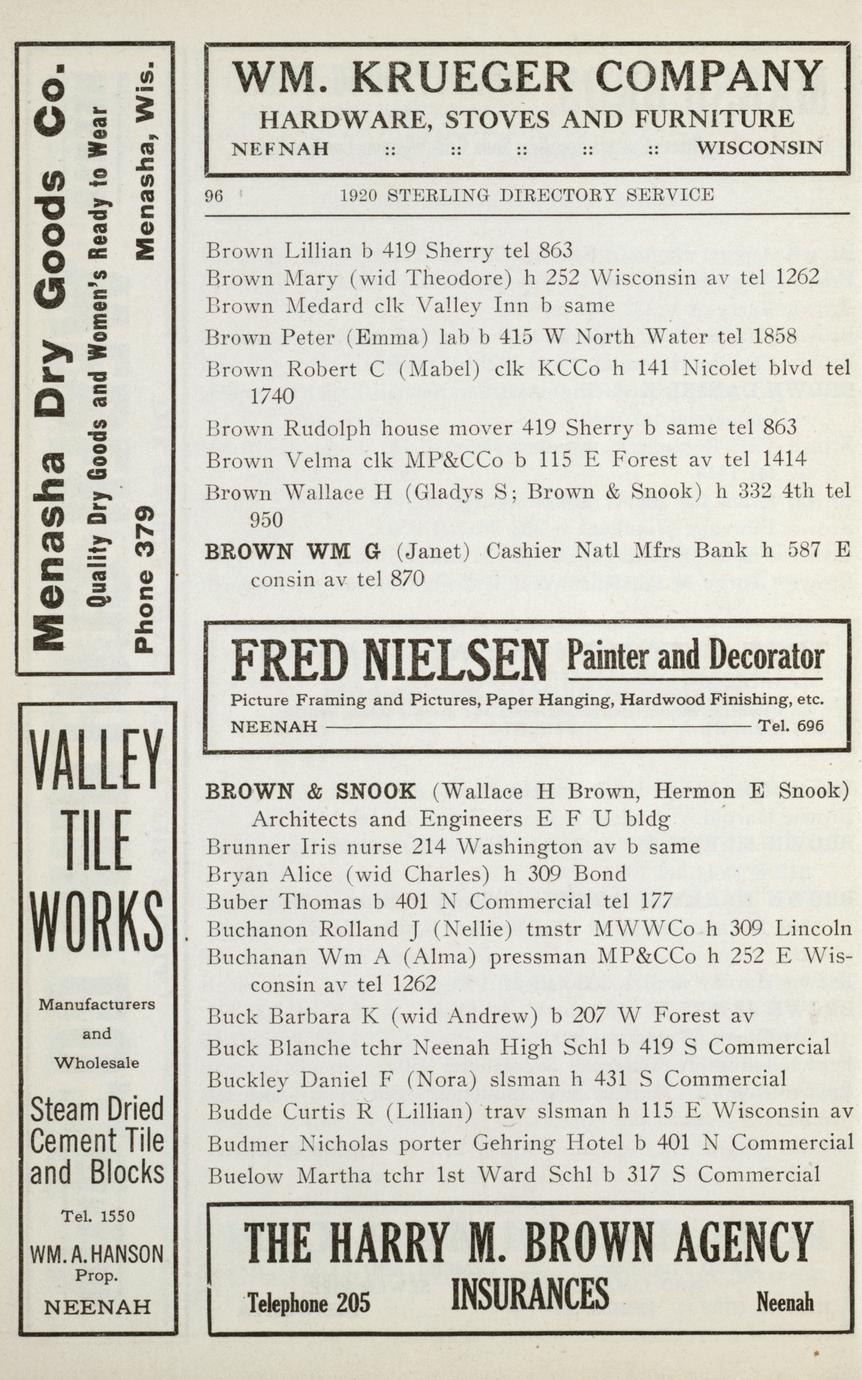 Menasha Dry Goods Co.
Quality Dry Goods and Women's Ready to Wear
Phone 379 Menasha, Wis.
WM. KRUEGER COMPANY
HARDWARE, STOVES AND FURNITURE
NEENAH :: :: :: :: :: WISCONSIN
96 1920 STERLING DIRECTORY SERVICE
Brown Lillian b 419 Sherry tel 863
Brown Mary (wid Theodore) h 252 Wisconsin av tel 1262
Brown Medard clk Valley Inn b same
Brown Peter (Emma) lab b 415 W North Water tel 1858
Brown Robert C (Mabel) clk KCCo h 141 Nicolet blvd tel
1740
Brown Rudolph house mover 419 Sherry b same tel 863
Brown Velma clk MP&CCo b 115 E Forest av tel 1414
Brown Wallace H (Gladys S; Brown & Snook) h 332 4th tel
950
BROWN WM G (Janet) Cashier Natl Mfrs Bank h 587 E
consin av tel 870
FRED NIELSEN Painter and Decorator
Picture Framing and Pictures, Paper Hanging, Hardwood Finishing, etc.
NEENAH Tel. 696
BROWN & SNOOK (Wallace H Brown, Hermon E Snook)
Architects and Engineers E F U bldg
Brunner Iris nurse 214 Washington av b same
Bryan Alice (wid Charles) h 309 Bond
Buber Thomas b 401 N Commercial tel 177
Buchanon Rolland J (Nellie) tmstr MWWCo h 309 Lincoln
Buchanan Wm A (Alma) pressman MP&CCo h 252 E Wis-
consin av tel 1262
Buck Barbara K (wid Andrew) b 207 W Forest av
Buck Blanche tchr Neenah High Schl b 419 S Commercial
Buckley Daniel F (Nora) slsman h 431 S Commercial
Budde Curtis R (Lillian) trav slsman h 115 E Wisconsin av
Budmer Nicholas porter Gehring Hotel b 401 N Commercial
Buelow Martha tchr 1st Ward Schl b 317 S Commercial
VALLEY
TILE
WORKS
Manufacturers
and
Wholesale
Steam Dried
Cement Tile
and Blocks
Tel. 1550
WM. A. HANSON
Prop.
NEENAH
THE HARRY M. BROWN AGENCY
INSURANCES
Telephone 205 Neenah